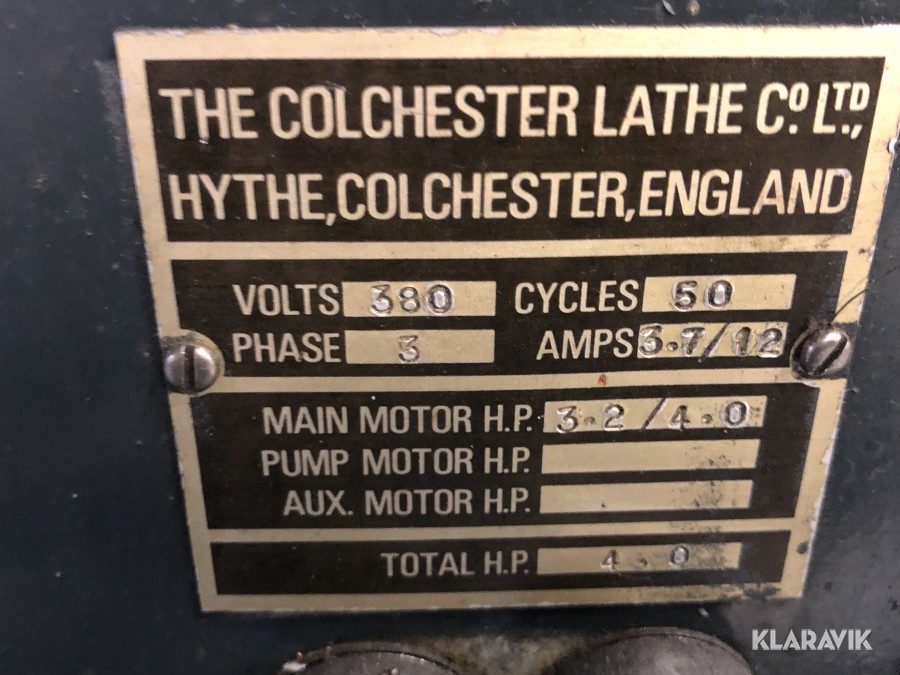 THE COLCHESTER LATHE Cº LTD.,
HYTHE, COLCHESTER, ENGLAND
VOLTS 380 CYCLES 50
PHASE 3 AMPS 3.7/12
MAIN MOTOR H.P. 3.2/4.0
PUMP MOTOR H.P.
AUX. MOTOR H.P.
TOTAL H.P. 4.0
KLARAVIK